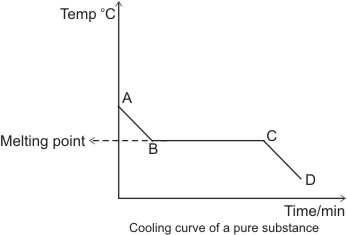 Temp °C
A
Melting point
B
C
D
Time/min
Cooling curve of a pure substance